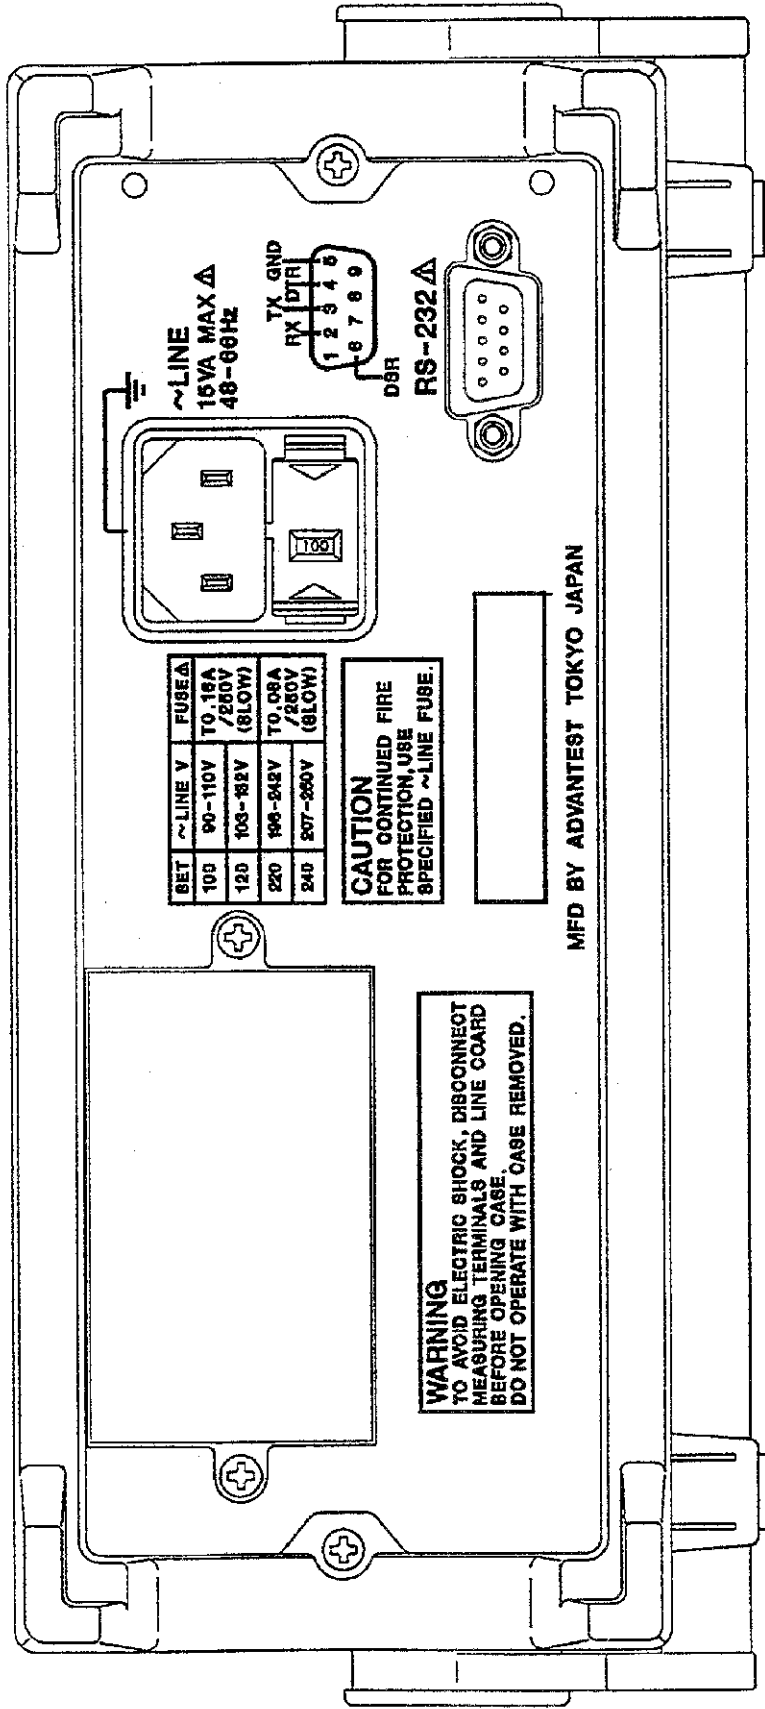 WARNING
TO AVOID ELECTRIC SHOCK, DISCONNECT
MEASURING TERMINALS AND LINE COARD
BEFORE OPENING CASE.
DO NOT OPERATE WITH CASE REMOVED.
SET ~LINE V FUSE⚠
100 90-110V T0.16A
/250V
(SLOW)
120 103-132V
220 198-242V T0.08A
/250V
(SLOW)
240 207-250V
CAUTION
FOR CONTINUED FIRE
PROTECTION,USE
SPECIFIED ~LINE FUSE.
MFD BY ADVANTEST TOKYO JAPAN
100
~LINE
15VA MAX ⚠
48-66Hz
TX GND
RX DTR
1 2 3 4 5
6 7 8 9
DSR
RS-232 ⚠